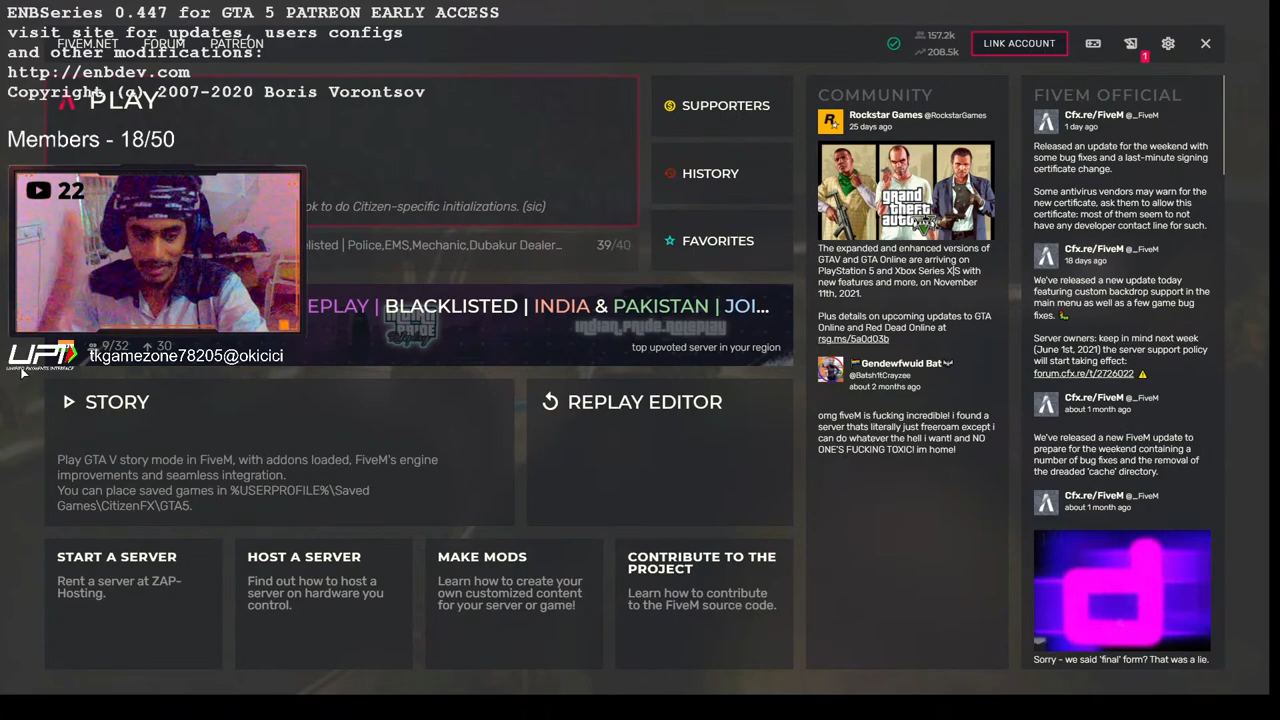 ENBSeries 0.447 for GTA 5 PATREON EARLY ACCESS
visit site for updates, users configs
and other modifications:
http://enbdev.com
Copyright (c) 2007-2020 Boris Vorontsov
FIVEM.NET FORUM PATREON
157.2k
208.5k
LINK ACCOUNT
1
PLAY
Members - 18/50
22
ok to do Citizen-specific initializations. (sic)
elisted | Police,EMS,Mechanic,Dubakur Dealer... 39/40
EPLAY | BLACKLISTED | INDIA & PAKISTAN | JOI...
indian.pride.roleplay
top upvoted server in your region
9/32 30
UPI
UNIFIED PAYMENTS INTERFACE
tkgamezone78205@okicici
SUPPORTERS
HISTORY
FAVORITES
STORY
Play GTA V story mode in FiveM, with addons loaded, FiveM's engine
improvements and seamless integration.
You can place saved games in %USERPROFILE%\Saved
Games\CitizenFX\GTA5.
REPLAY EDITOR
START A SERVER
Rent a server at ZAP-
Hosting.
HOST A SERVER
Find out how to host a
server on hardware you
control.
MAKE MODS
Learn how to create your
own customized content
for your server or game!
CONTRIBUTE TO THE
PROJECT
Learn how to contribute
to the FiveM source code.
COMMUNITY
Rockstar Games @RockstarGames
25 days ago
grand
theft
auto
The expanded and enhanced versions of
GTAV and GTA Online are arriving on
PlayStation 5 and Xbox Series X|S with
new features and more, on November
11th, 2021.
Plus details on upcoming updates to GTA
Online and Red Dead Online at
rsg.ms/5a0d03b
Gendewfwuid Bat
@Batsh1tCrayzee
about 2 months ago
omg fiveM is fucking incredible! i found a
server thats literally just freeroam except i
can do whatever the hell i want! and NO
ONE'S FUCKING TOXIC! im home!
FIVEM OFFICIAL
Cfx.re/FiveM @_FiveM
1 day ago
Released an update for the weekend with
some bug fixes and a last-minute signing
certificate change.
Some antivirus vendors may warn for the
new certificate, ask them to allow this
certificate: most of them seem to not
have any developer contact line for such.
Cfx.re/FiveM @_FiveM
18 days ago
We've released a new update today
featuring custom backdrop support in the
main menu as well as a few game bug
fixes.
Server owners: keep in mind next week
(June 1st, 2021) the server support policy
will start taking effect:
forum.cfx.re/t/2726022
Cfx.re/FiveM @_FiveM
about 1 month ago
We've released a new FiveM update to
prepare for the weekend containing a
number of bug fixes and the removal of
the dreaded 'cache' directory.
Cfx.re/FiveM @_FiveM
about 1 month ago
Sorry - we said 'final' form? That was a lie.